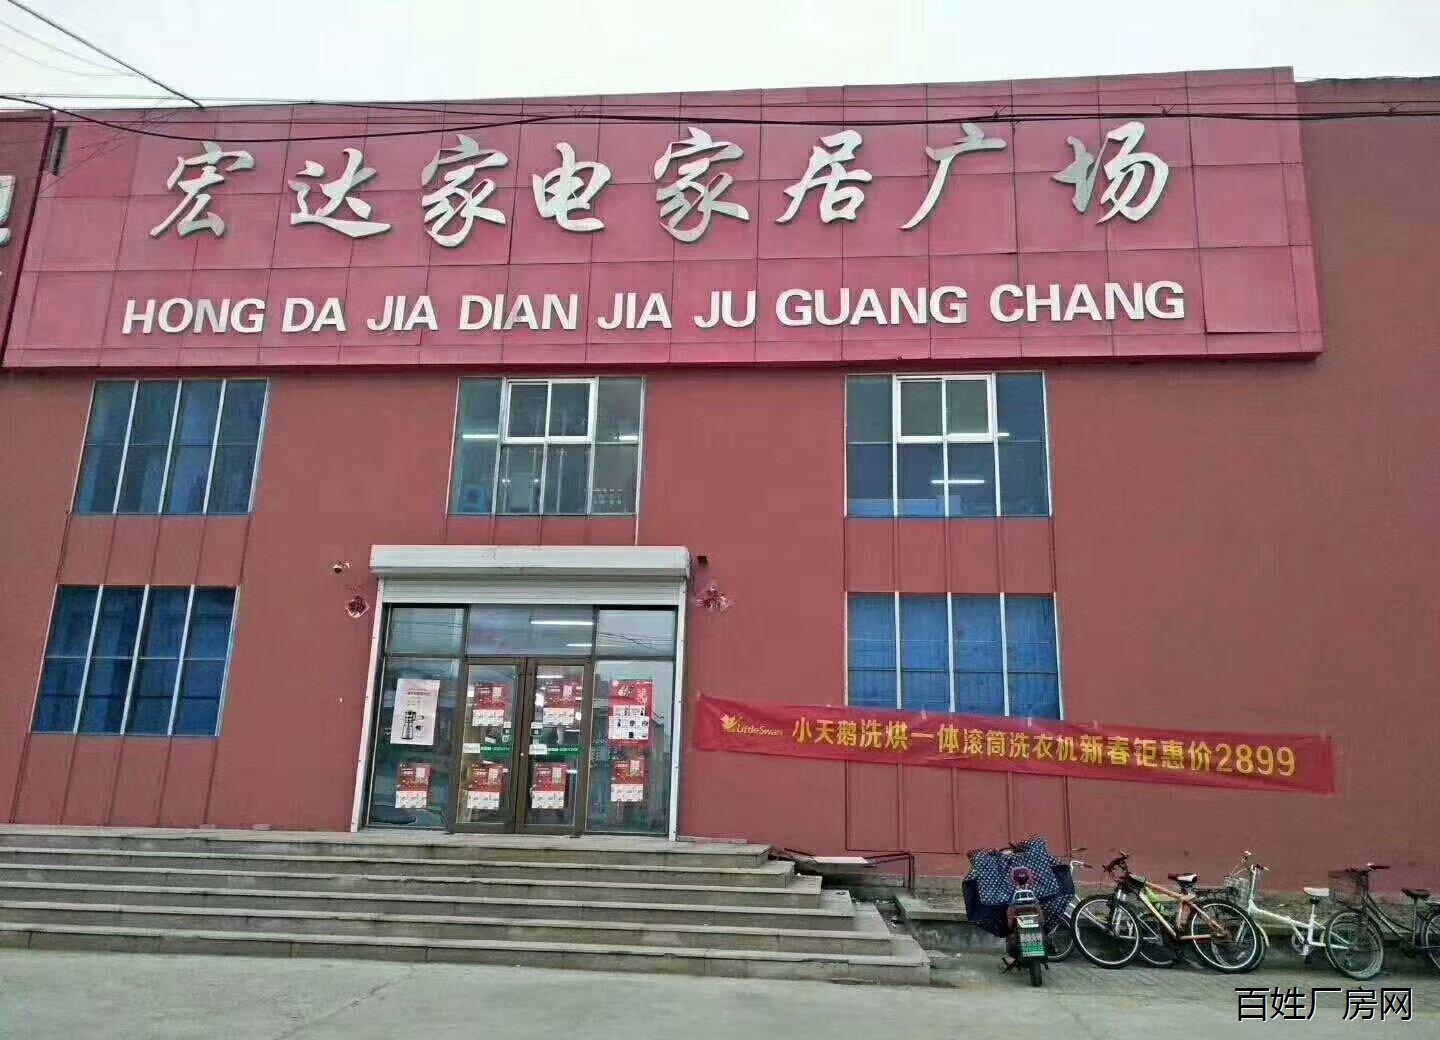 宏达家电家居广场
HONG DA JIA DIAN JIA JU GUANG CHANG
LittleSwan 小天鹅洗烘一体滚筒洗衣机新春钜惠价2899
百姓厂房网